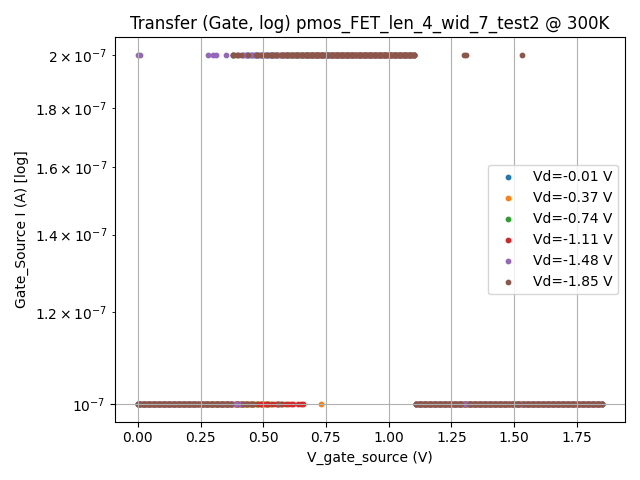 Transfer (Gate, log) pmos_FET_len_4_wid_7_test2 @ 300K
Gate_Source I (A) [log]
2 × 10⁻⁷
1.8 × 10⁻⁷
1.6 × 10⁻⁷
1.4 × 10⁻⁷
1.2 × 10⁻⁷
10⁻⁷
Vd=-0.01 V
Vd=-0.37 V
Vd=-0.74 V
Vd=-1.11 V
Vd=-1.48 V
Vd=-1.85 V
0.00 0.25 0.50 0.75 1.00 1.25 1.50 1.75
V_gate_source (V)